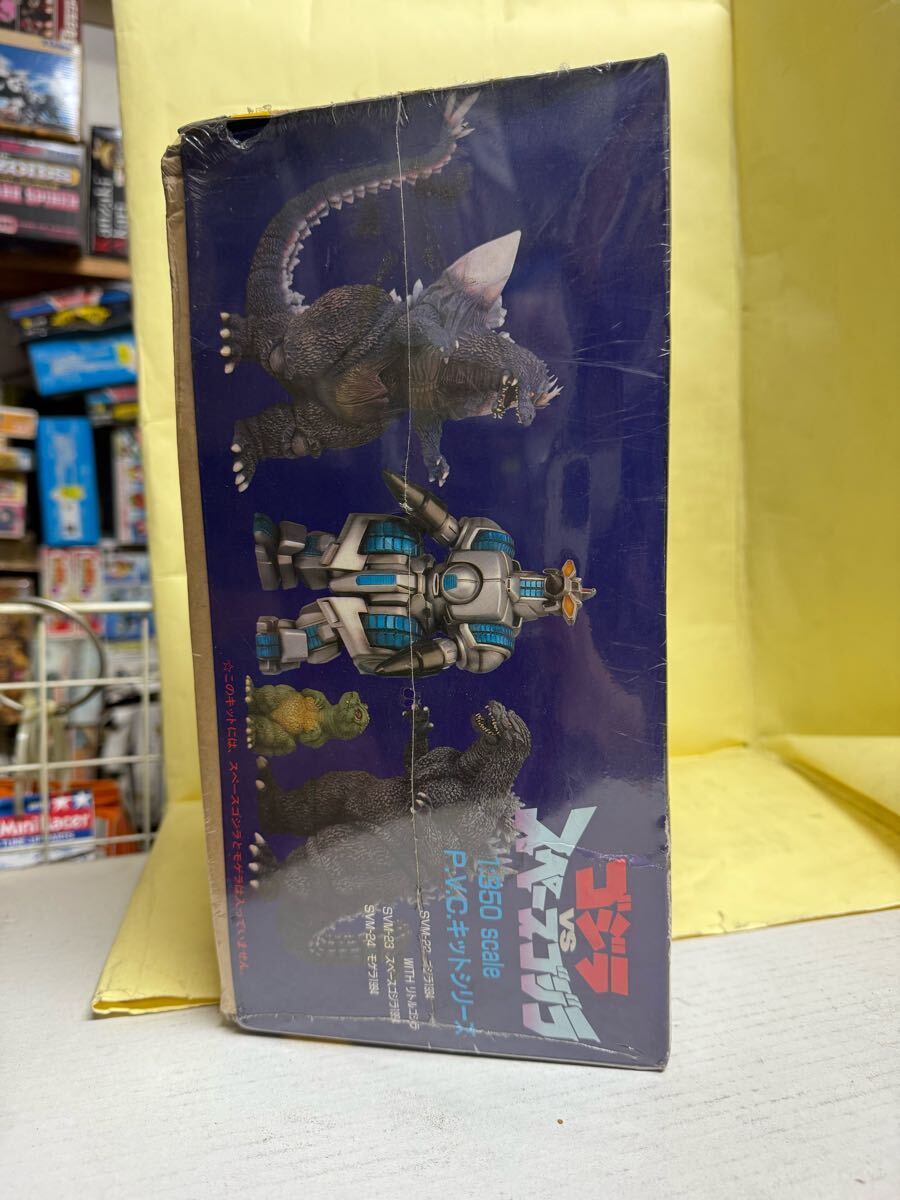 ゴジラ
VS
スペースゴジラ
1:350 scale
P.V.C.キットシリーズ
SVM-22 ゴジラ1994
WITH リトルゴジラ
SVM-23 スペースゴジラ1994
SVM-24 モゲラ1994
☆このキットには、スペースゴジラとモゲラは入っていません。
Mini Racer